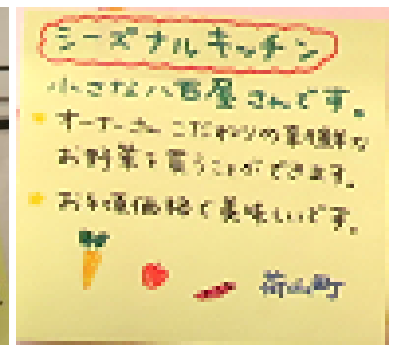 シーズナルキッチン
小さな八百屋さんです。
オーナーさんこだわりの新鮮な
お野菜を買うことができます。
お手頃価格で美味しいです。